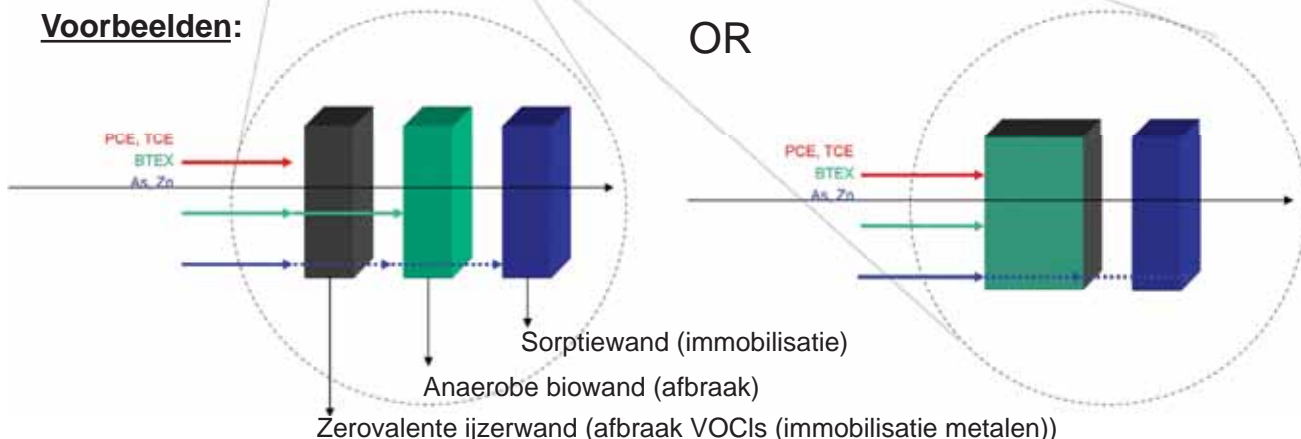 Voorbeelden:
OR
PCE, TCE
BTEX
As, Zn
PCE, TCE
BTEX
As, Zn
Sorptiewand (immobilisatie)
Anaerobe biowand (afbraak)
Zerovalente ijzerwand (afbraak VOCls (immobilisatie metalen))